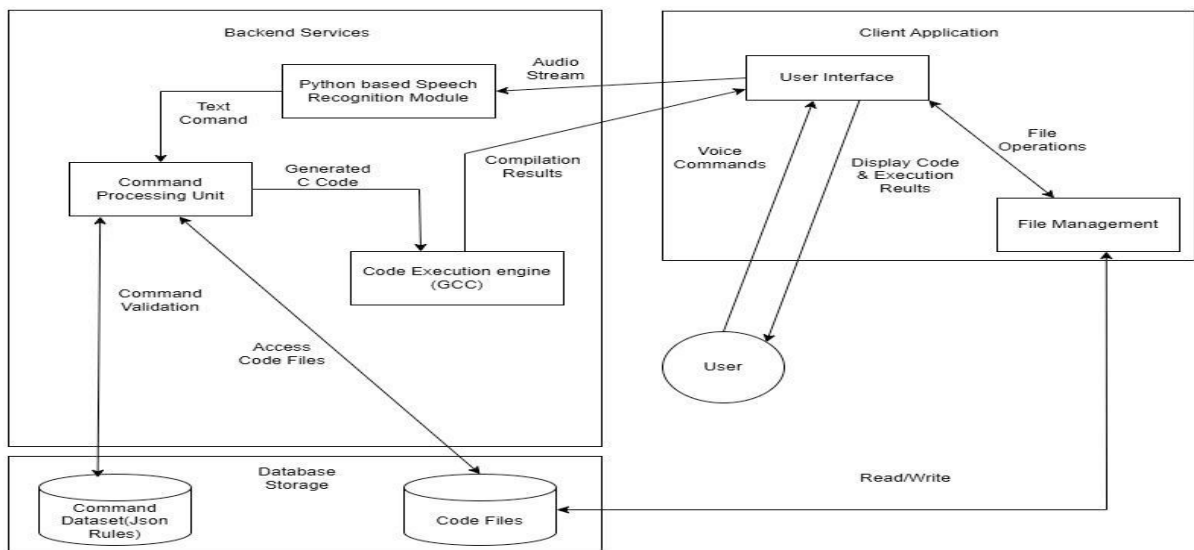 Backend Services
Client Application
Audio
Stream
User Interface
Python based Speech
Recognition Module
Text
Comand
File
Operations
Voice
Commands
Compilation
Results
Display Code
& Execution
Reults
Generated
C Code
Command
Processing Unit
File Management
Code Execution engine
(GCC)
Command
Validation
Access
Code Files
User
Database
Storage
Read/Write
Command
Dataset(Json
Rules)
Code Files